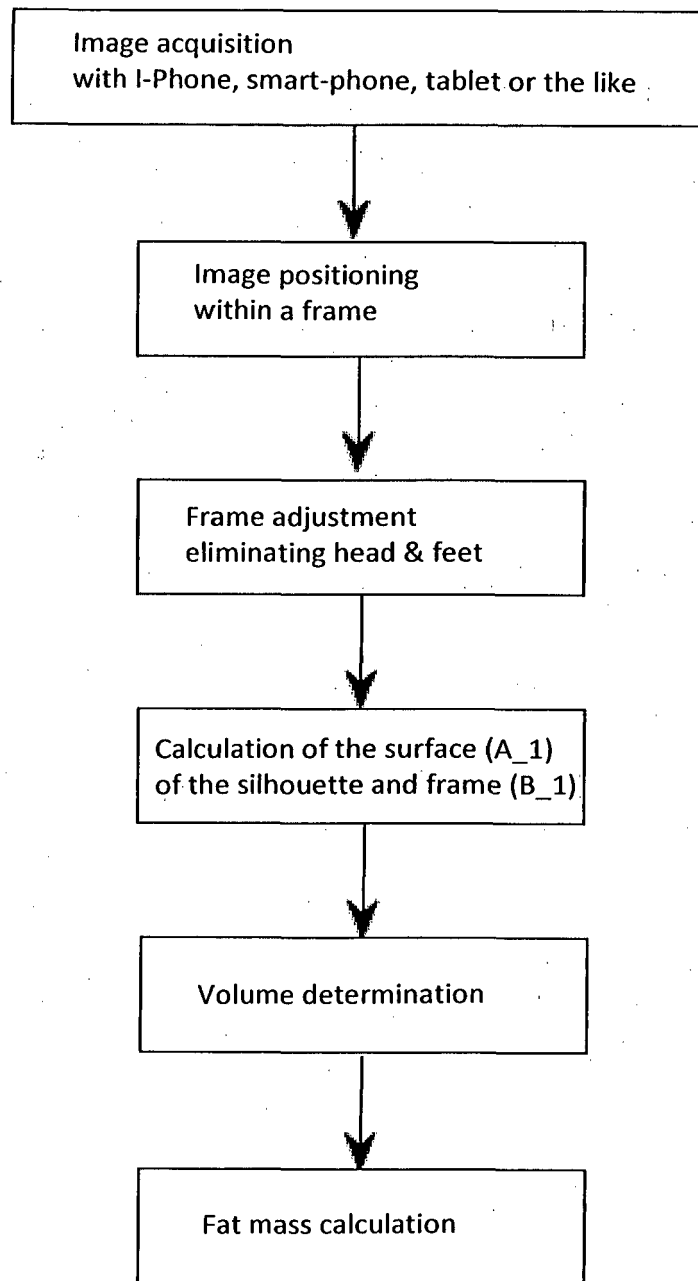 Image acquisition
with I-Phone, smart-phone, tablet or the like
Image positioning
within a frame
Frame adjustment
eliminating head & feet
Calculation of the surface (A_1)
of the silhouette and frame (B_1)
Volume determination
Fat mass calculation